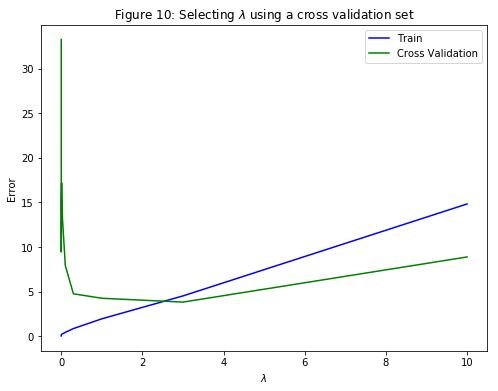 Figure 10: Selecting λ using a cross validation set
Train
Cross Validation
Error
30
25
20
15
10
5
0
0 2 4 6 8 10
λ